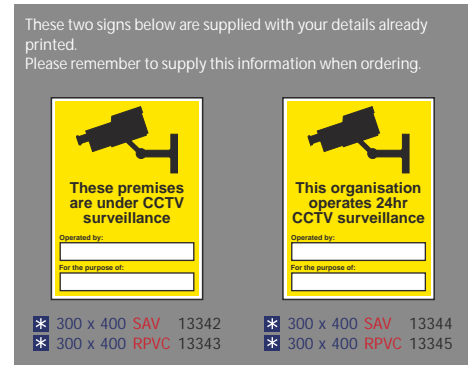 These two signs below are supplied with your details already
printed.
Please remember to supply this information when ordering.
These premises
are under CCTV
surveillance
Operated by:
For the purpose of:
* 300 x 400 SAV 13342
* 300 x 400 RPVC 13343
This organisation
operates 24hr
CCTV surveillance
Operated by:
For the purpose of:
* 300 x 400 SAV 13344
* 300 x 400 RPVC 13345